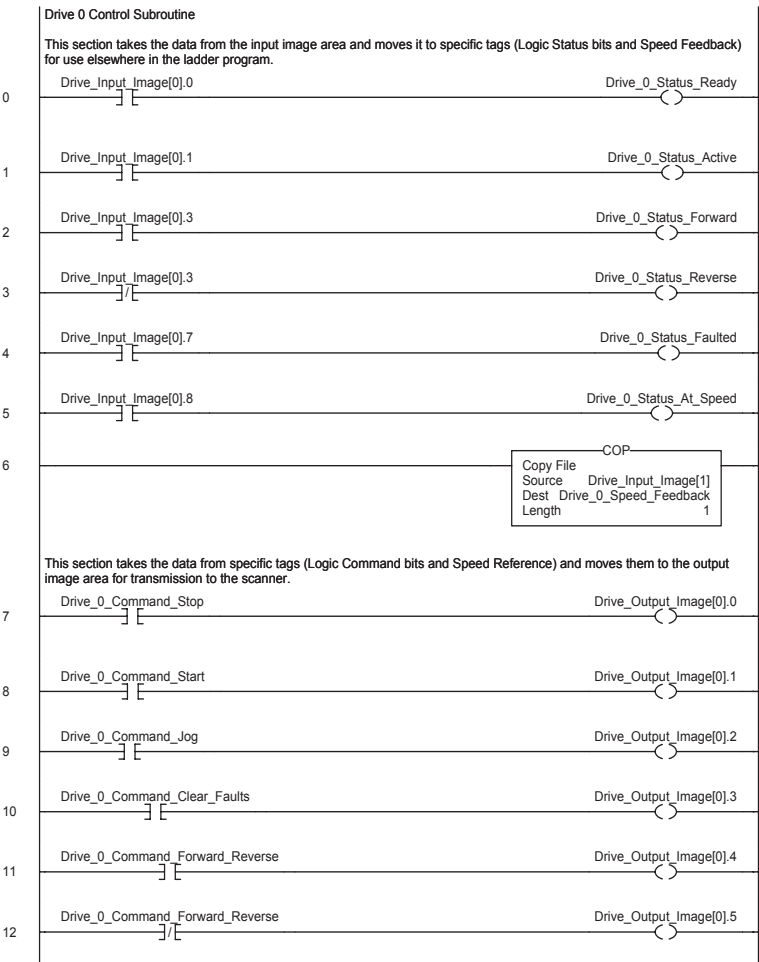 Drive 0 Control Subroutine
This section takes the data from the input image area and moves it to specific tags (Logic Status bits and Speed Feedback)
for use elsewhere in the ladder program.
Drive_Input_Image[0].0 Drive_0_Status_Ready
0
Drive_Input_Image[0].1 Drive_0_Status_Active
1
Drive_Input_Image[0].3 Drive_0_Status_Forward
2
Drive_Input_Image[0].3 Drive_0_Status_Reverse
3
Drive_Input_Image[0].7 Drive_0_Status_Faulted
4
Drive_Input_Image[0].8 Drive_0_Status_At_Speed
5
COP
6
Copy File
Source Drive_Input_Image[1]
Dest Drive_0_Speed_Feedback
Length 1
This section takes the data from specific tags (Logic Command bits and Speed Reference) and moves them to the output
image area for transmission to the scanner.
Drive_0_Command_Stop Drive_Output_Image[0].0
7
Drive_0_Command_Start Drive_Output_Image[0].1
8
Drive_0_Command_Jog Drive_Output_Image[0].2
9
Drive_0_Command_Clear_Faults Drive_Output_Image[0].3
10
Drive_0_Command_Forward_Reverse Drive_Output_Image[0].4
11
Drive_0_Command_Forward_Reverse Drive_Output_Image[0].5
12